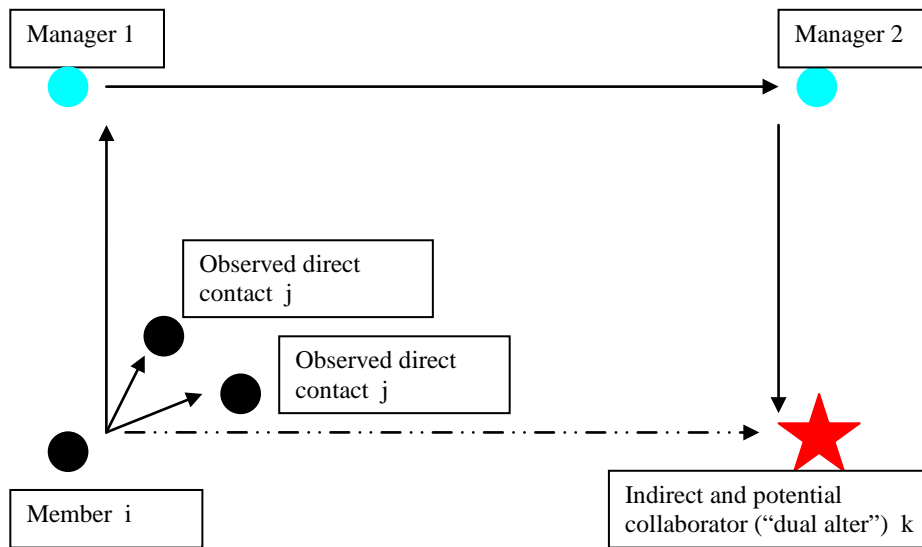 Manager 1
Manager 2
Observed direct
contact j
Observed direct
contact j
Member i
Indirect and potential
collaborator (“dual alter”) k